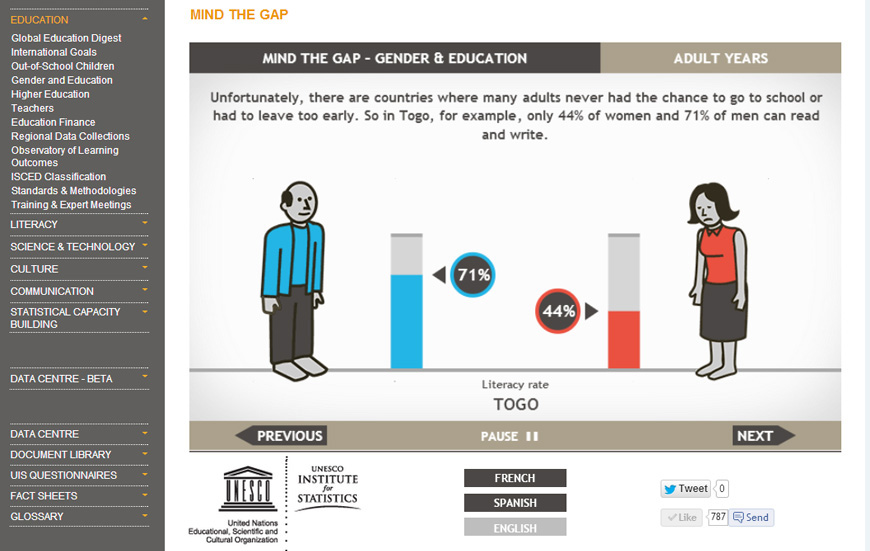 EDUCATION
Global Education Digest
International Goals
Out-of-School Children
Gender and Education
Higher Education
Teachers
Education Finance
Regional Data Collections
Observatory of Learning
Outcomes
ISCED Classification
Standards & Methodologies
Training & Expert Meetings
LITERACY
SCIENCE & TECHNOLOGY
CULTURE
COMMUNICATION
STATISTICAL CAPACITY
BUILDING
DATA CENTRE - BETA
DATA CENTRE
DOCUMENT LIBRARY
UIS QUESTIONNAIRES
FACT SHEETS
GLOSSARY
MIND THE GAP
MIND THE GAP – GENDER & EDUCATION
ADULT YEARS
Unfortunately, there are countries where many adults never had the chance to go to school or
had to leave too early. So in Togo, for example, only 44% of women and 71% of men can read
and write.
71%
44%
Literacy rate
TOGO
PREVIOUS
PAUSE
NEXT
UNESCO
United Nations
Educational, Scientific and
Cultural Organization
UNESCO
INSTITUTE
for
STATISTICS
FRENCH
SPANISH
ENGLISH
Tweet 0
Like 787 Send